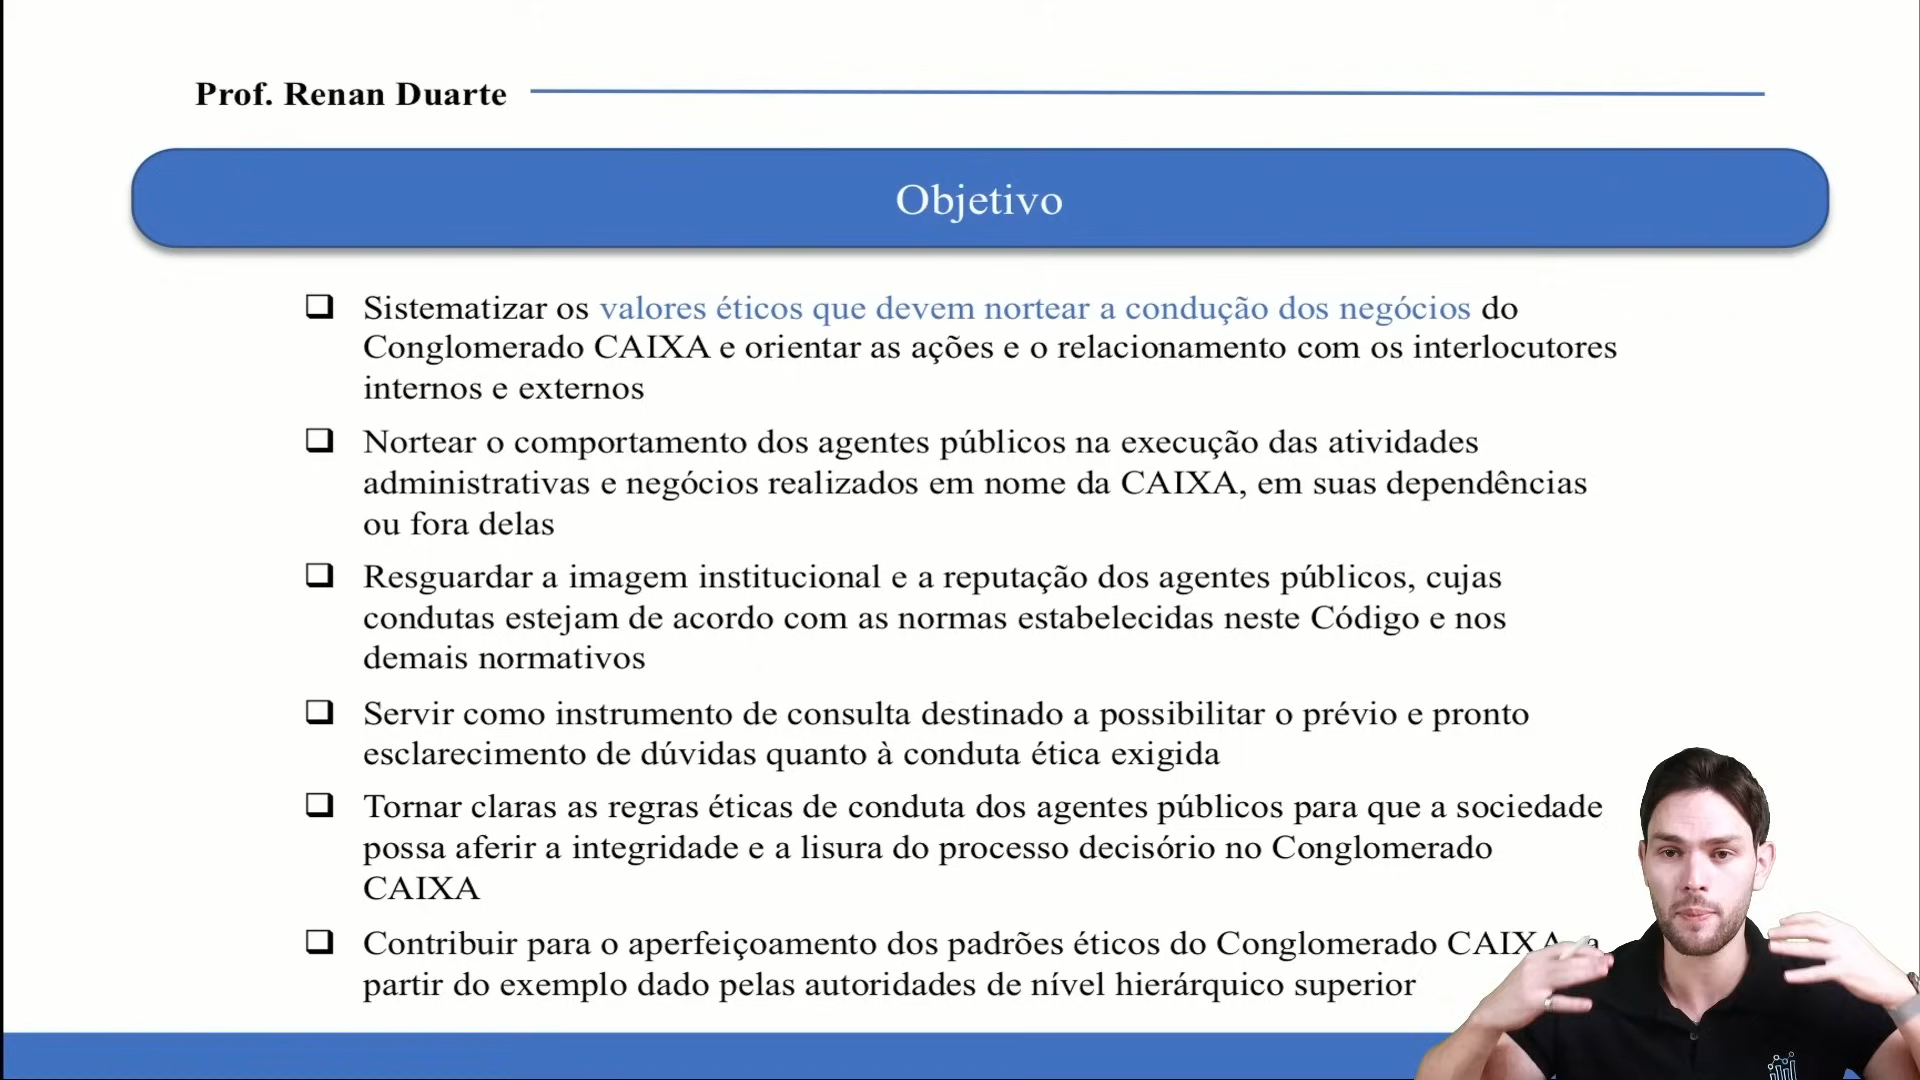 Prof. Renan Duarte
Objetivo
Sistematizar os valores éticos que devem nortear a condução dos negócios do
Conglomerado CAIXA e orientar as ações e o relacionamento com os interlocutores
internos e externos
Nortear o comportamento dos agentes públicos na execução das atividades
administrativas e negócios realizados em nome da CAIXA, em suas dependências
ou fora delas
Resguardar a imagem institucional e a reputação dos agentes públicos, cujas
condutas estejam de acordo com as normas estabelecidas neste Código e nos
demais normativos
Servir como instrumento de consulta destinado a possibilitar o prévio e pronto
esclarecimento de dúvidas quanto à conduta ética exigida
Tornar claras as regras éticas de conduta dos agentes públicos para que a sociedade
possa aferir a integridade e a lisura do processo decisório no Conglomerado
CAIXA
Contribuir para o aperfeiçoamento dos padrões éticos do Conglomerado CAIXA, a
partir do exemplo dado pelas autoridades de nível hierárquico superior